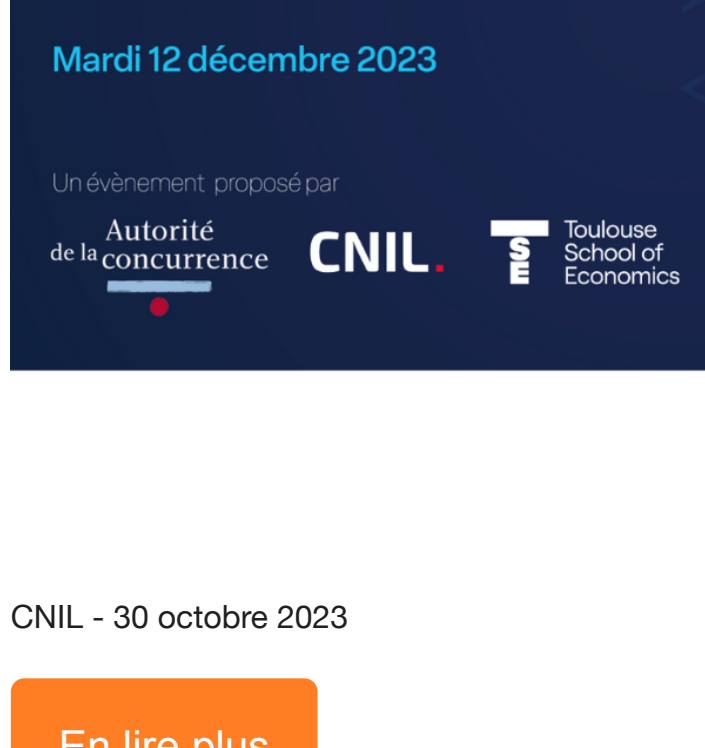 Mardi 12 décembre 2023
Un évènement proposé par
Autorité
de la concurrence
CNIL.
TSE
Toulouse
School of
Economics
CNIL - 30 octobre 2023
En lire plus